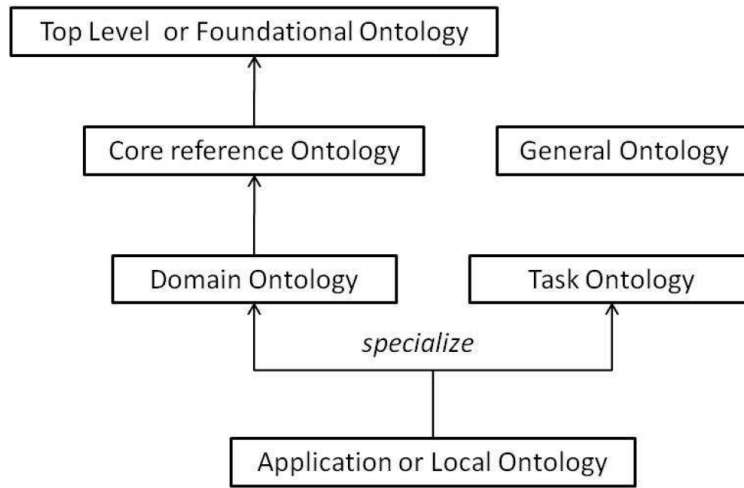 Top Level or Foundational Ontology
Core reference Ontology
General Ontology
Domain Ontology
Task Ontology
specialize
Application or Local Ontology